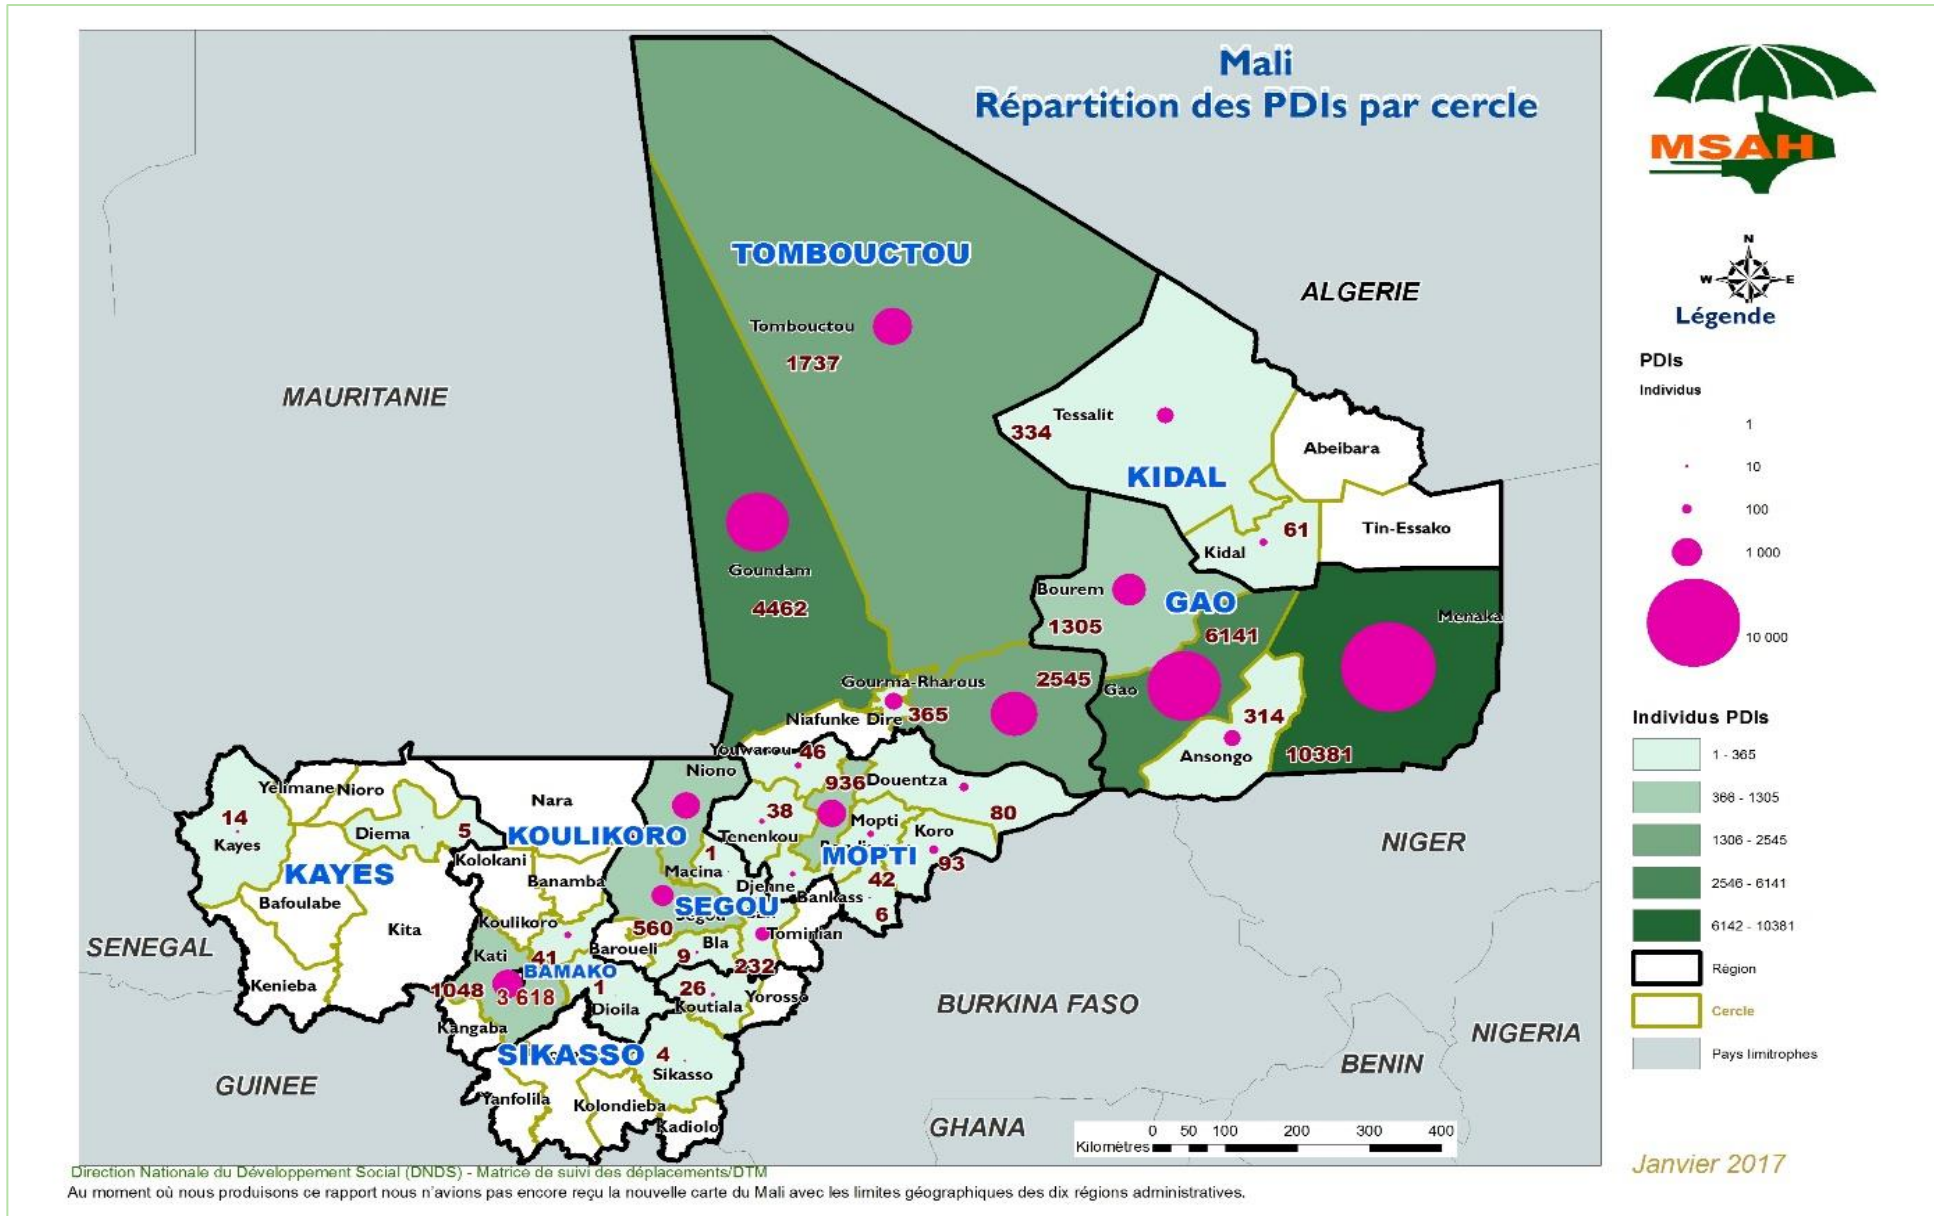 Mali
Répartition des PDIs par cercle
MSAH
N
W
E
Légende
PDIs
Individus
1
10
100
1 000
10 000
Individus PDIs
1 - 365
366 - 1305
1306 - 2545
2546 - 6141
6142 - 10381
Région
Cercle
Pays limitrophes
Janvier 2017
TOMBOUCTOU
Tombouctou
1737
ALGERIE
MAURITANIE
Tessalit
334
KIDAL
Abeibara
Tin-Essako
61
Kidal
Goundam
4462
Bourem
1305
GAO
6141
Menaka
Gourma-Rharous
2545
Gao
365
314
Niafunke
Dire
Ansongo
10381
Youwarou
46
Niono
936
Douentza
80
Yelimane
Nioro
Nara
14
Kayes
Diema
5
KOULIKORO
38
Tenenkou
Mopti
Koro
93
NIGER
KAYES
Kolokani
1
Macina
MOPTI
42
Banamba
Djenne
Bankass
6
Bafoulabe
Kita
Koulikoro
SEGOU
560
Tominian
SENEGAL
Kati
41
Baroueli
9
Bla
232
BAMAKO
Kenieba
1048
3 618
1
Dioila
26
Koutiala
Yorosso
BURKINA FASO
NIGERIA
Kangaba
SIKASSO
4
Sikasso
BENIN
GUINEE
Yanfolila
Kolondieba
Kadiolo
GHANA
0 50 100 200 300 400
Kilomètres
Direction Nationale du Développement Social (DNDS) - Matrice de suivi des déplacements/DTM
Au moment où nous produisons ce rapport nous n'avions pas encore reçu la nouvelle carte du Mali avec les limites géographiques des dix régions administratives.